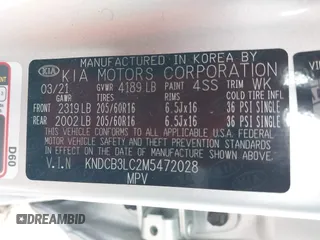 MANUFACTURED IN KOREA BY
KIA KIA MOTORS CORPORATION
03/21 GVWR 4189 LB PAINT 4SS TRIM WK
GAWR TIRES RIMS COLD TIRE INFL
FRONT 2319 LB 205/60R16 6.5Jx16 36 PSI SINGLE
REAR 2002 LB 205/60R16 6.5Jx16 36 PSI SINGLE
THIS VEHICLE CONFORMS TO ALL APPLICABLE
FEDERAL MOTOR VEHICLE SAFETY STANDARDS IN
EFFECT ON THE DATE OF MANUFACTURE SHOWN ABOVE
V.I.N KNDCB3LC2M5472028
MPV
D60
DREAMBID